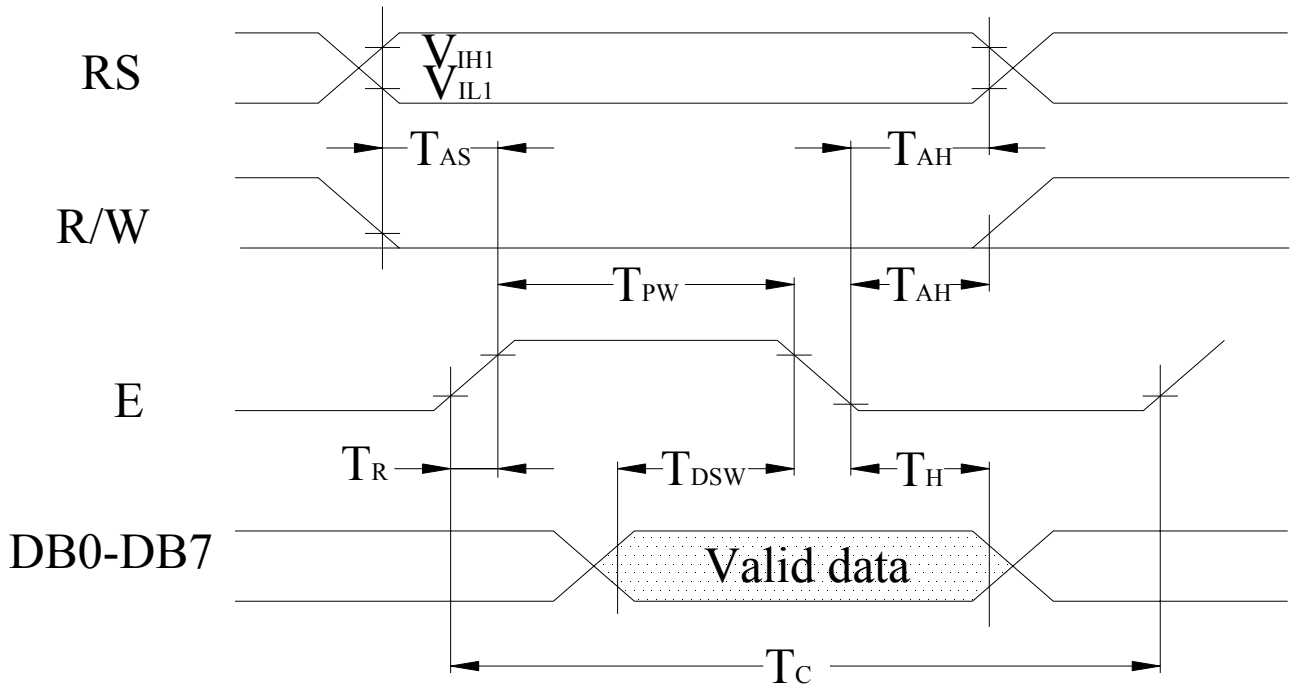 RS
VIH1
VIL1
TAS
TAH
R/W
TPW
TAH
E
TR
TDSW
TH
DB0-DB7
Valid data
TC